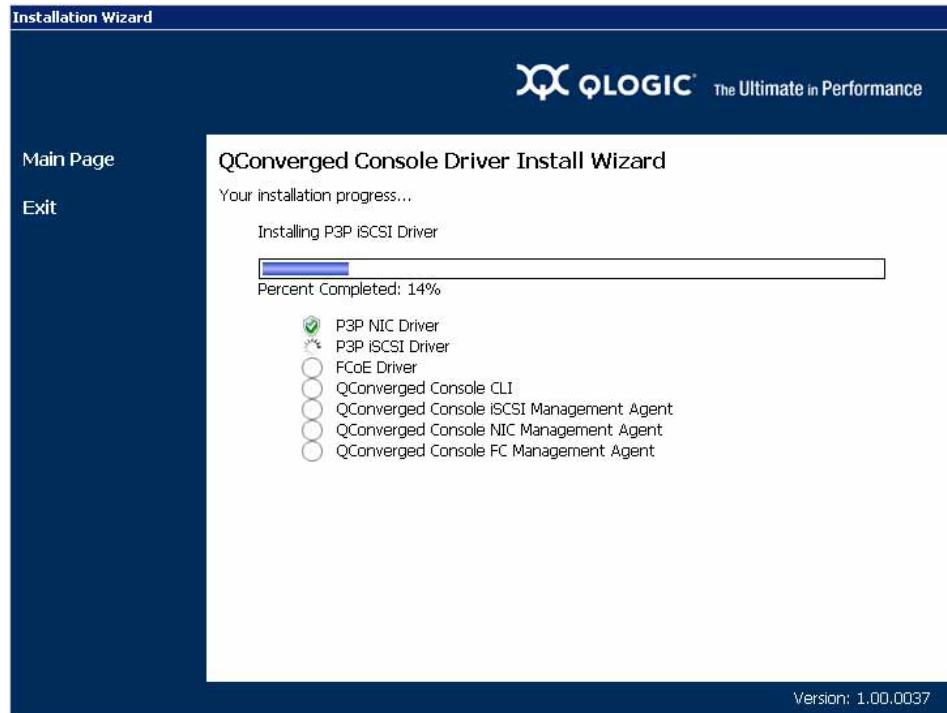 Installation Wizard
QLOGIC The Ultimate in Performance
Main Page
Exit
QConverged Console Driver Install Wizard
Your installation progress...
Installing P3P iSCSI Driver
Percent Completed: 14%
P3P NIC Driver
P3P iSCSI Driver
FCoE Driver
QConverged Console CLI
QConverged Console iSCSI Management Agent
QConverged Console NIC Management Agent
QConverged Console FC Management Agent
Version: 1.00.0037